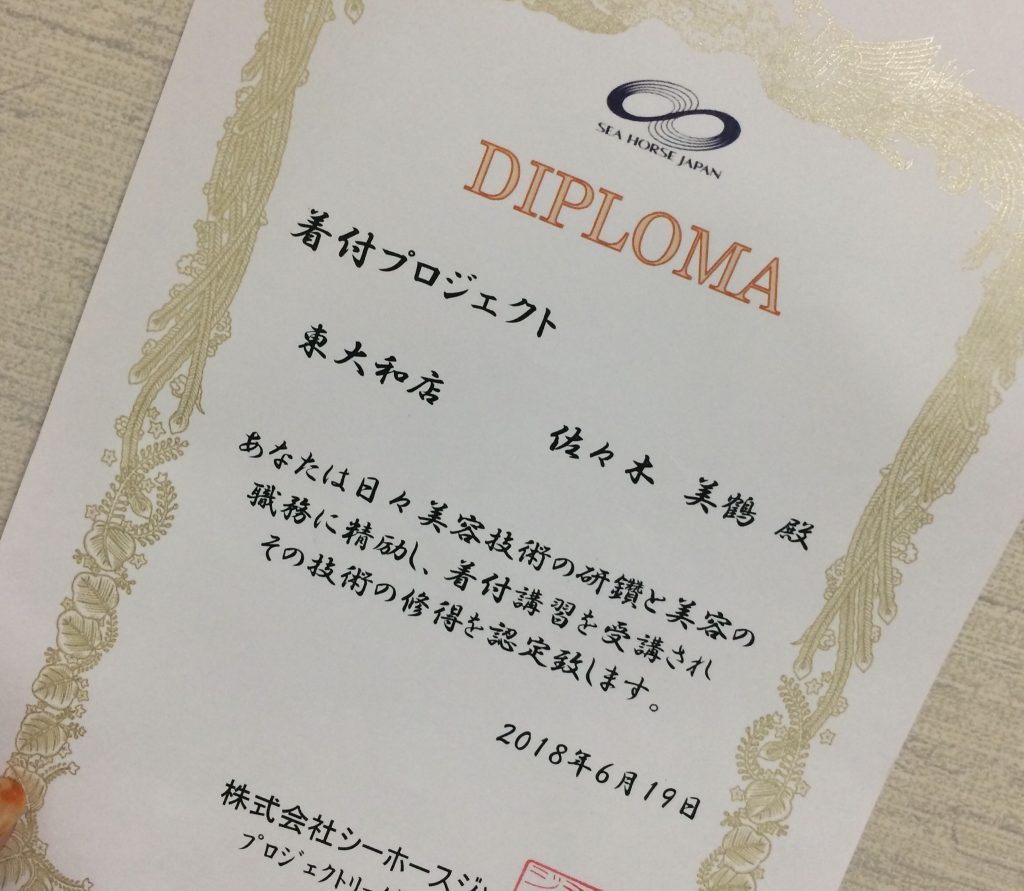 SEA HORSE JAPAN
DIPLOMA
着付プロジェクト
東大和店
佐々木 美鶴 殿
あなたは日々美容技術の研鑽と美容の
職務に精励し、着付講習を受講され
その技術の修得を認定致します。
2018年6月19日
株式会社シーホースジ
プロジェクトリー